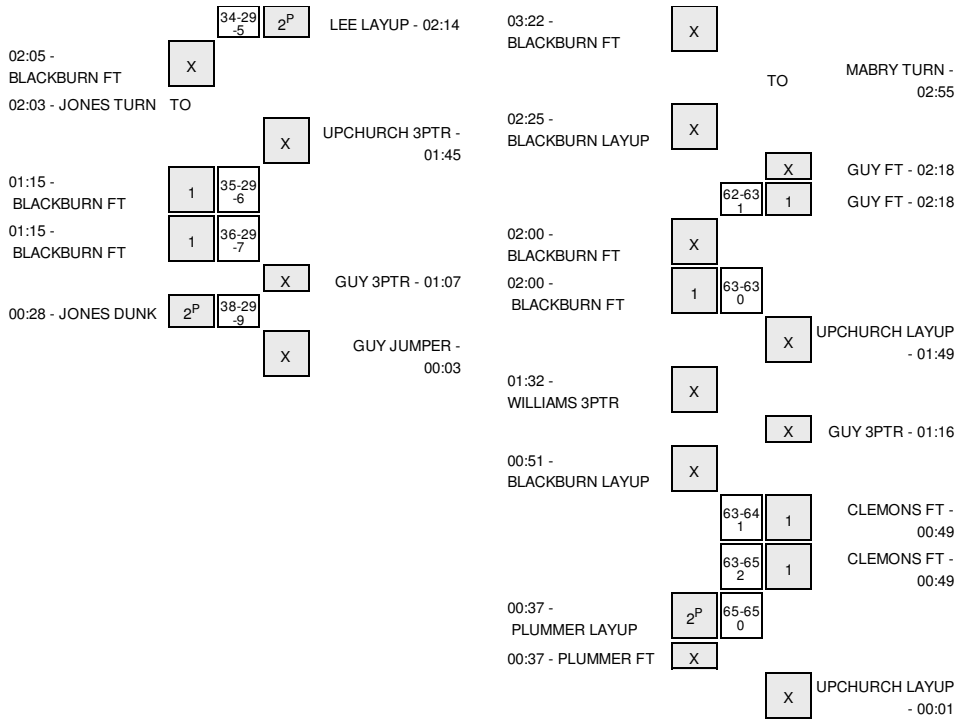 34-29
-5
2P
LEE LAYUP - 02:14
02:05 -
BLACKBURN FT
X
02:03 - JONES TURN TO
X
UPCHURCH 3PTR -
01:45
01:15 -
BLACKBURN FT
1
35-29
-6
01:15 -
BLACKBURN FT
1
36-29
-7
X
GUY 3PTR - 01:07
00:28 - JONES DUNK
2P
38-29
-9
X
GUY JUMPER -
00:03
03:22 -
BLACKBURN FT
X
TO
MABRY TURN -
02:55
02:25 -
BLACKBURN LAYUP
X
X
GUY FT - 02:18
62-63
1
1
GUY FT - 02:18
02:00 -
BLACKBURN FT
X
02:00 -
BLACKBURN FT
1
63-63
0
X
UPCHURCH LAYUP
- 01:49
01:32 -
WILLIAMS 3PTR
X
X
GUY 3PTR - 01:16
00:51 -
BLACKBURN LAYUP
X
63-64
1
1
CLEMONS FT -
00:49
63-65
2
1
CLEMONS FT -
00:49
00:37 -
PLUMMER LAYUP
2P
65-65
0
00:37 - PLUMMER FT
X
X
UPCHURCH LAYUP
- 00:01